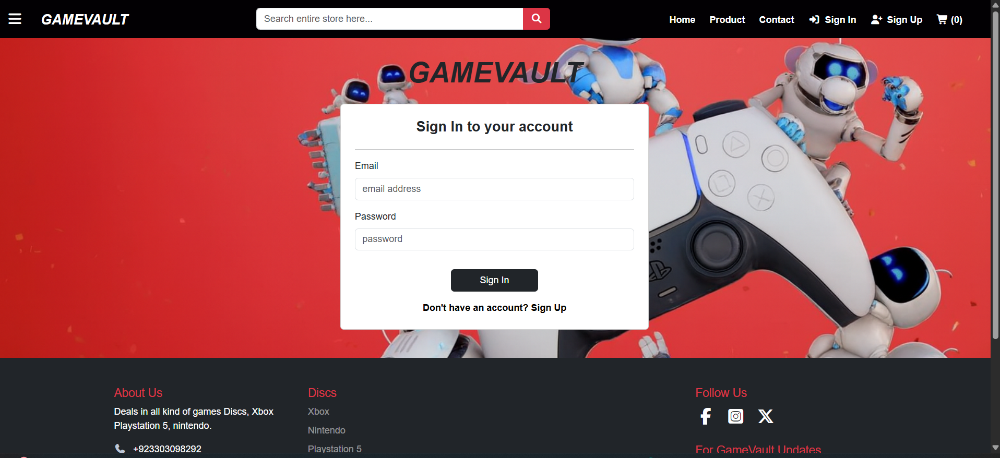 GAMEVAULT
Search entire store here...
Home
Product
Contact
Sign In
Sign Up
(0)
GAMEVAULT
Sign In to your account
Email
email address
Password
password
Sign In
Don't have an account? Sign Up
About Us
Deals in all kind of games Discs, Xbox
Playstation 5, nintendo.
+923303098292
Discs
Xbox
Nintendo
Playstation 5
Follow Us
For GameVault Updates